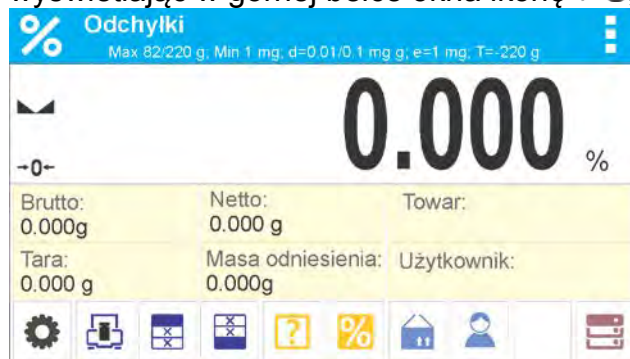 % Odchyłki
Max 82/220 g; Min 1 mg; d=0.01/0.1 mg g; e=1 mg; T=-220 g
0.000 %
→0←
Brutto: Netto: Towar:
0.000g 0.000 g
Tara: Masa odniesienia: Użytkownik:
0.000 g 0.000g
? %